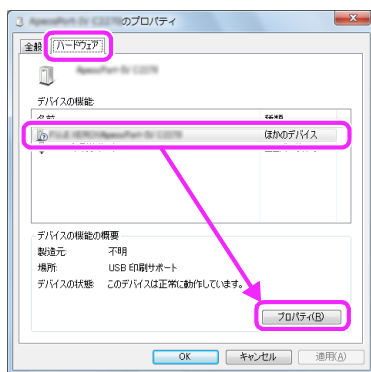 のプロパティ
全般 ハードウェア
デバイスの機能:
名前 種類
ほかのデバイス
デバイスの機能の概要
製造元: 不明
場所: USB 印刷サポート
デバイスの状態: このデバイスは正常に動作しています。
プロパティ(R)
OK キャンセル 適用(A)